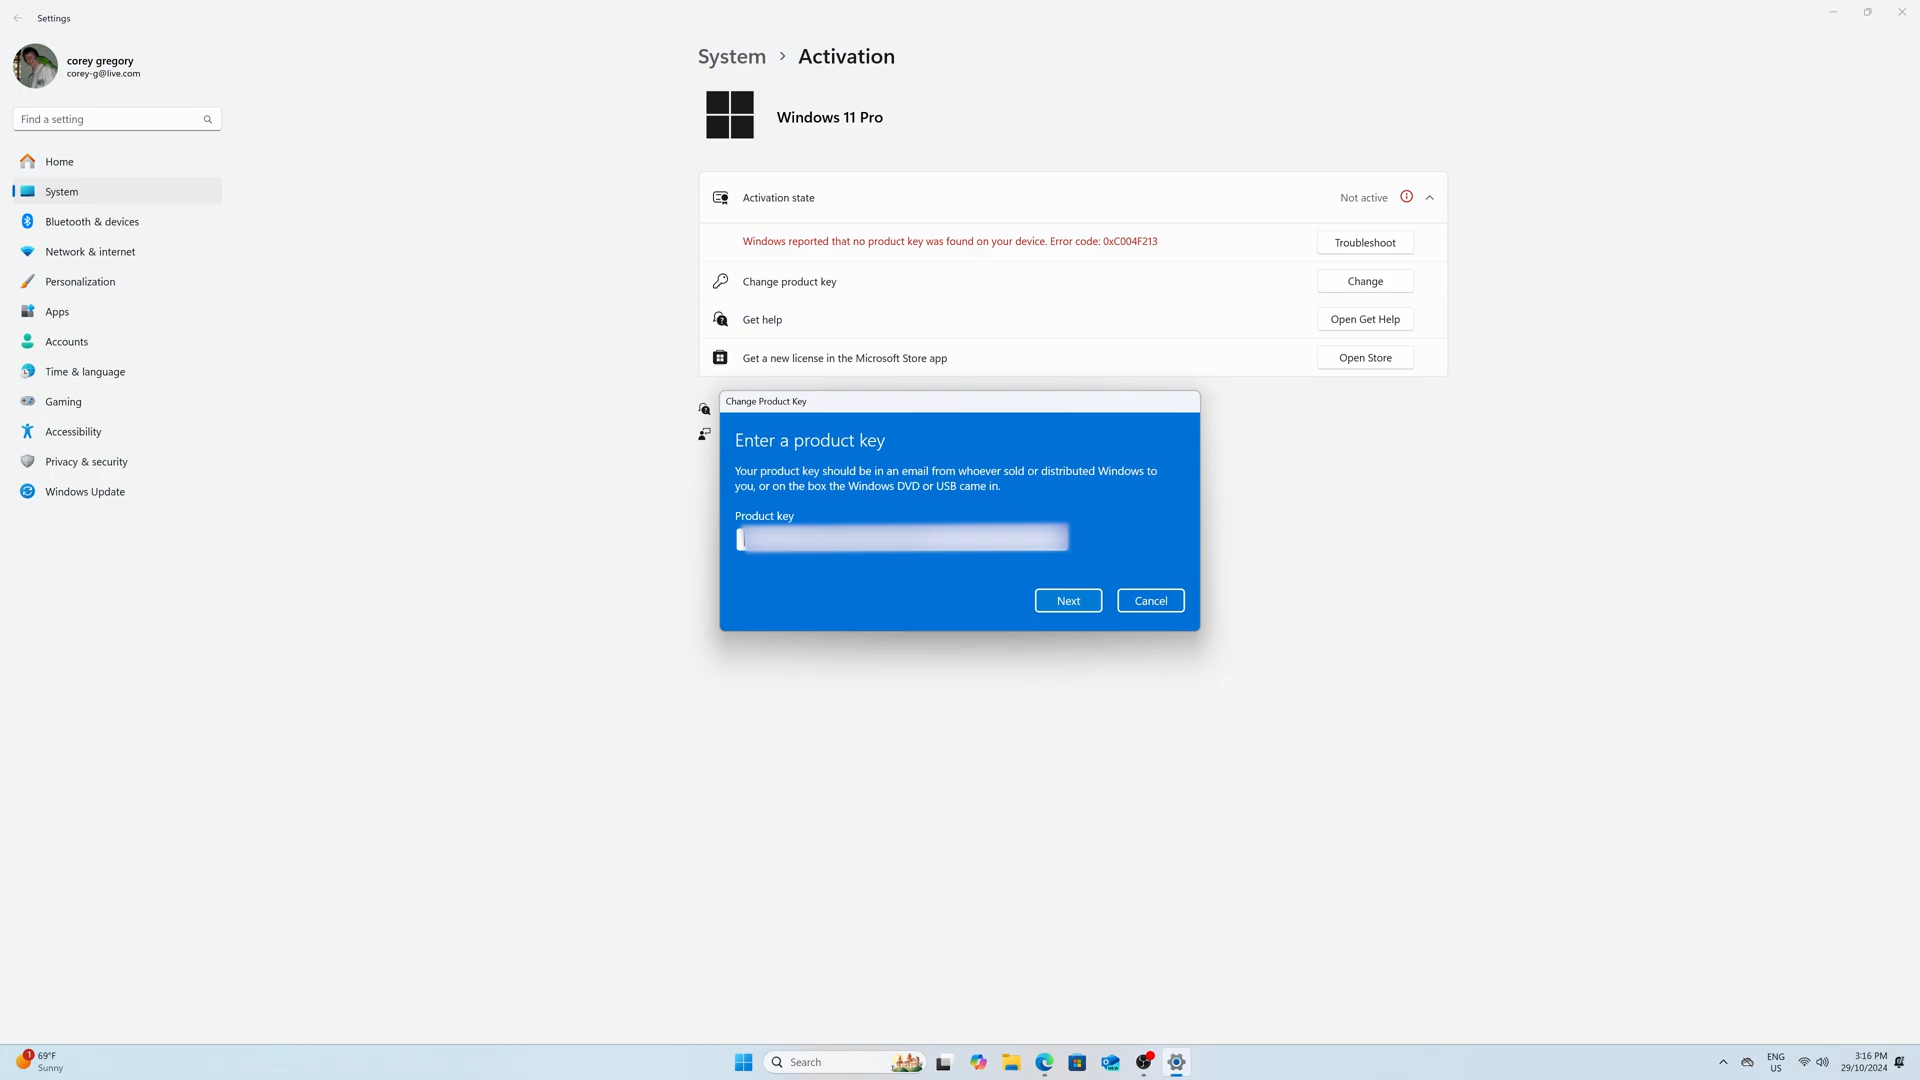 Settings
corey gregory
corey-g@live.com
Find a setting
Home
System
Bluetooth & devices
Network & internet
Personalization
Apps
Accounts
Time & language
Gaming
Accessibility
Privacy & security
Windows Update
System > Activation
Windows 11 Pro
Activation state
Not active
Windows reported that no product key was found on your device. Error code: 0xC004F213
Troubleshoot
Change product key
Change
Get help
Open Get Help
Get a new license in the Microsoft Store app
Open Store
Change Product Key
Enter a product key
Your product key should be in an email from whoever sold or distributed Windows to
you, or on the box the Windows DVD or USB came in.
Product key
Next
Cancel
1
69°F
Sunny
Search
NEW
ENG
US
3:16 PM
29/10/2024